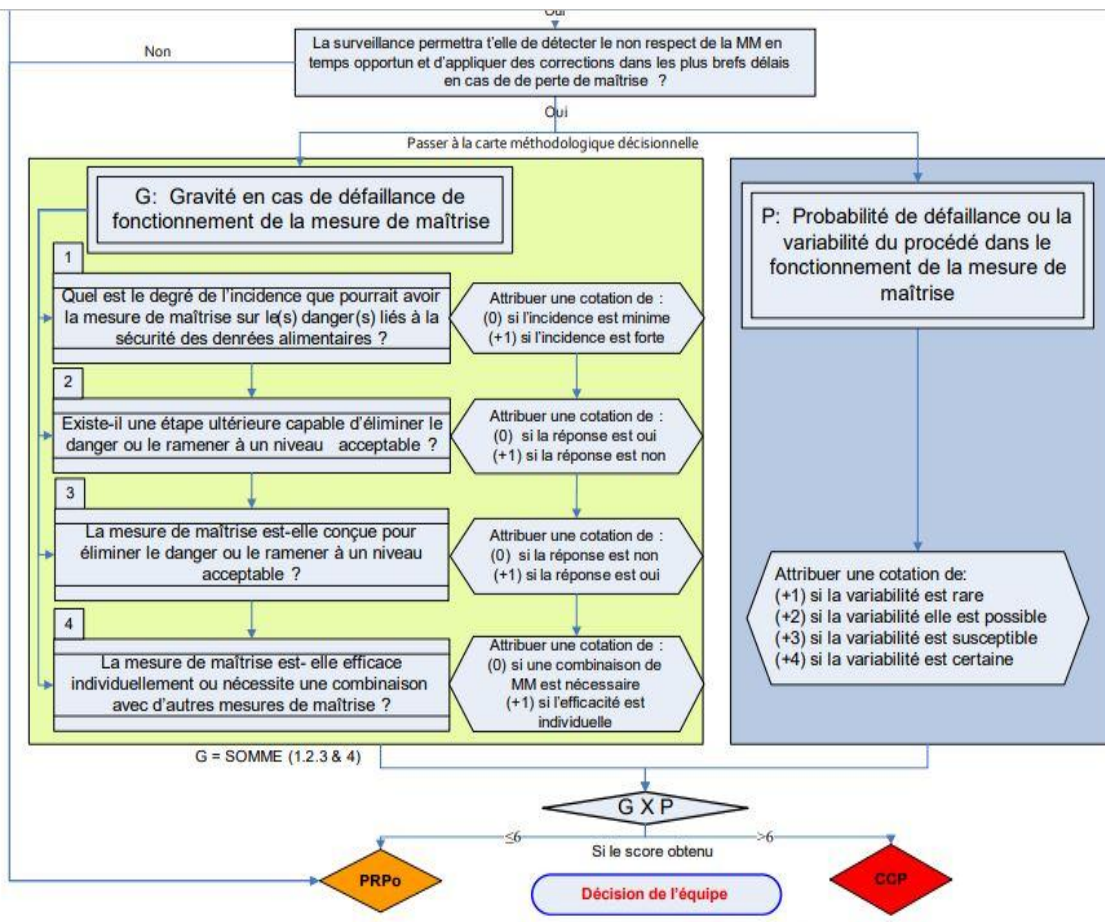 Oui
Non
La surveillance permettra t'elle de détecter le non respect de la MM en
temps opportun et d'appliquer des corrections dans les plus brefs délais
en cas de de perte de maîtrise ?
Oui
Passer à la carte méthodologique décisionnelle
G: Gravité en cas de défaillance de
fonctionnement de la mesure de maîtrise
1
Quel est le degré de l'incidence que pourrait avoir
la mesure de maîtrise sur le(s) danger(s) liés à la
sécurité des denrées alimentaires ?
Attribuer une cotation de :
(0) si l'incidence est minime
(+1) si l'incidence est forte
2
Existe-il une étape ultérieure capable d'éliminer le
danger ou le ramener à un niveau acceptable ?
Attribuer une cotation de :
(0) si la réponse est oui
(+1) si la réponse est non
3
La mesure de maîtrise est-elle conçue pour
éliminer le danger ou le ramener à un niveau
acceptable ?
Attribuer une cotation de :
(0) si la réponse est non
(+1) si la réponse est oui
4
La mesure de maîtrise est- elle efficace
individuellement ou nécessite une combinaison
avec d'autres mesures de maîtrise ?
Attribuer une cotation de :
(0) si une combinaison de
MM est nécessaire
(+1) si l'efficacité est
individuelle
G = SOMME (1.2.3 & 4)
P: Probabilité de défaillance ou la
variabilité du procédé dans le
fonctionnement de la mesure de
maîtrise
Attribuer une cotation de:
(+1) si la variabilité est rare
(+2) si la variabilité elle est possible
(+3) si la variabilité est susceptible
(+4) si la variabilité est certaine
G X P
≤6
>6
Si le score obtenu
PRPo
Décision de l'équipe
CCP